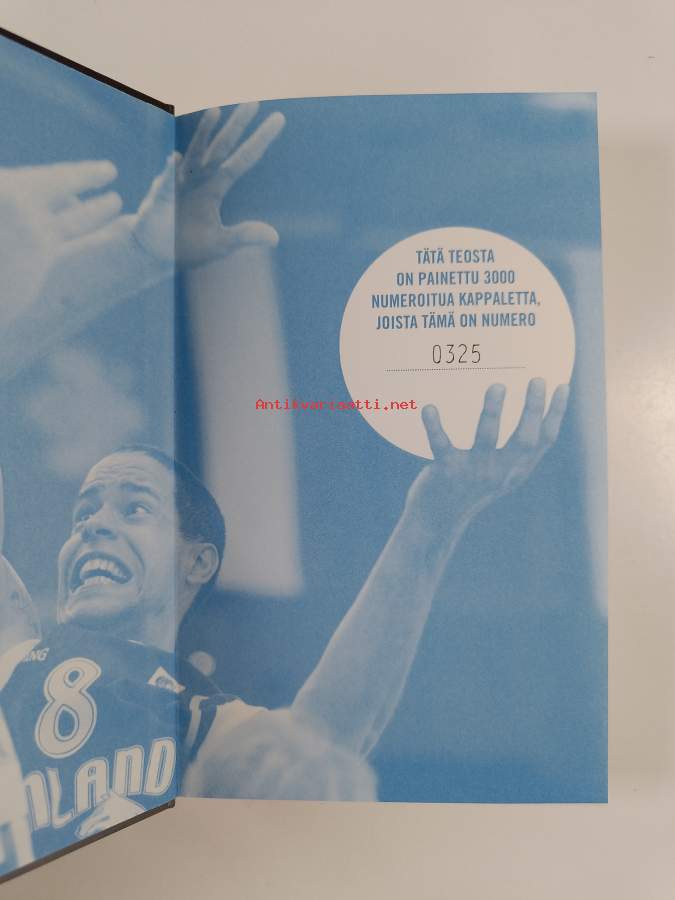 TÄTÄ TEOSTA
ON PAINETTU 3000
NUMEROITUA KAPPALETTA,
JOISTA TÄMÄ ON NUMERO
0325
Antikvariaatti.net
8
NLAND